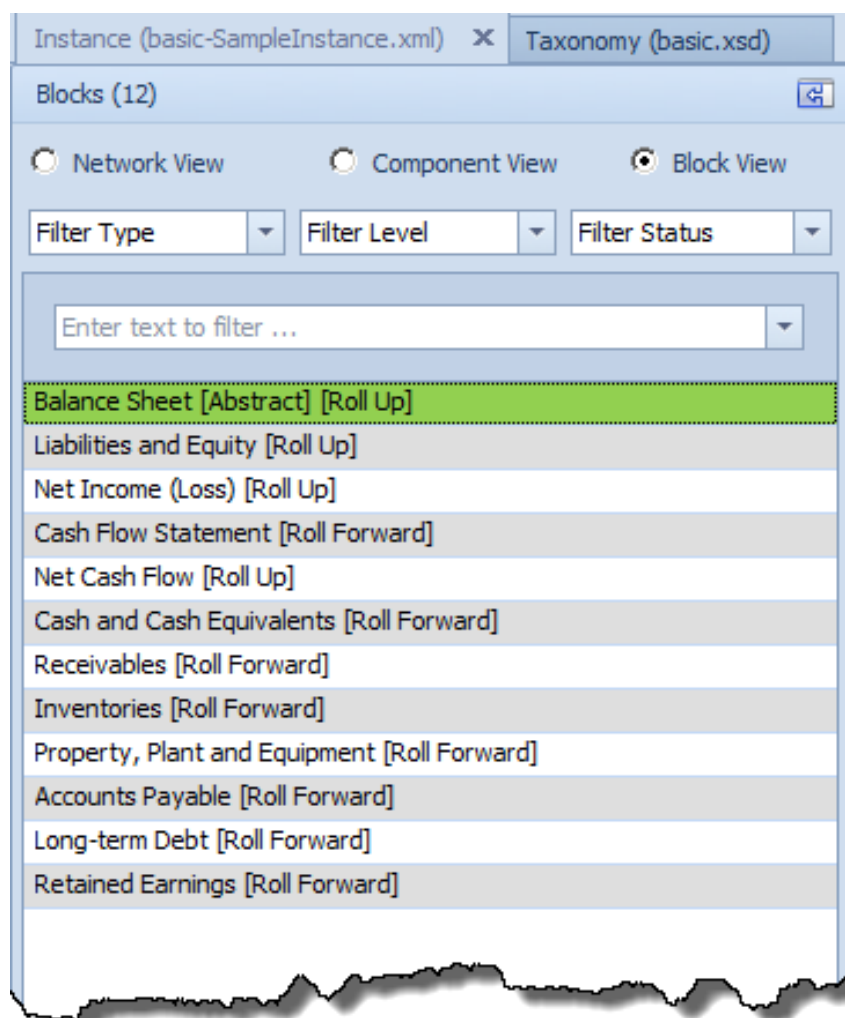 Instance (basic-SampleInstance.xml) X Taxonomy (basic.xsd)
Blocks (12)
Network View Component View Block View
Filter Type Filter Level Filter Status
Enter text to filter ...
Balance Sheet [Abstract] [Roll Up]
Liabilities and Equity [Roll Up]
Net Income (Loss) [Roll Up]
Cash Flow Statement [Roll Forward]
Net Cash Flow [Roll Up]
Cash and Cash Equivalents [Roll Forward]
Receivables [Roll Forward]
Inventories [Roll Forward]
Property, Plant and Equipment [Roll Forward]
Accounts Payable [Roll Forward]
Long-term Debt [Roll Forward]
Retained Earnings [Roll Forward]